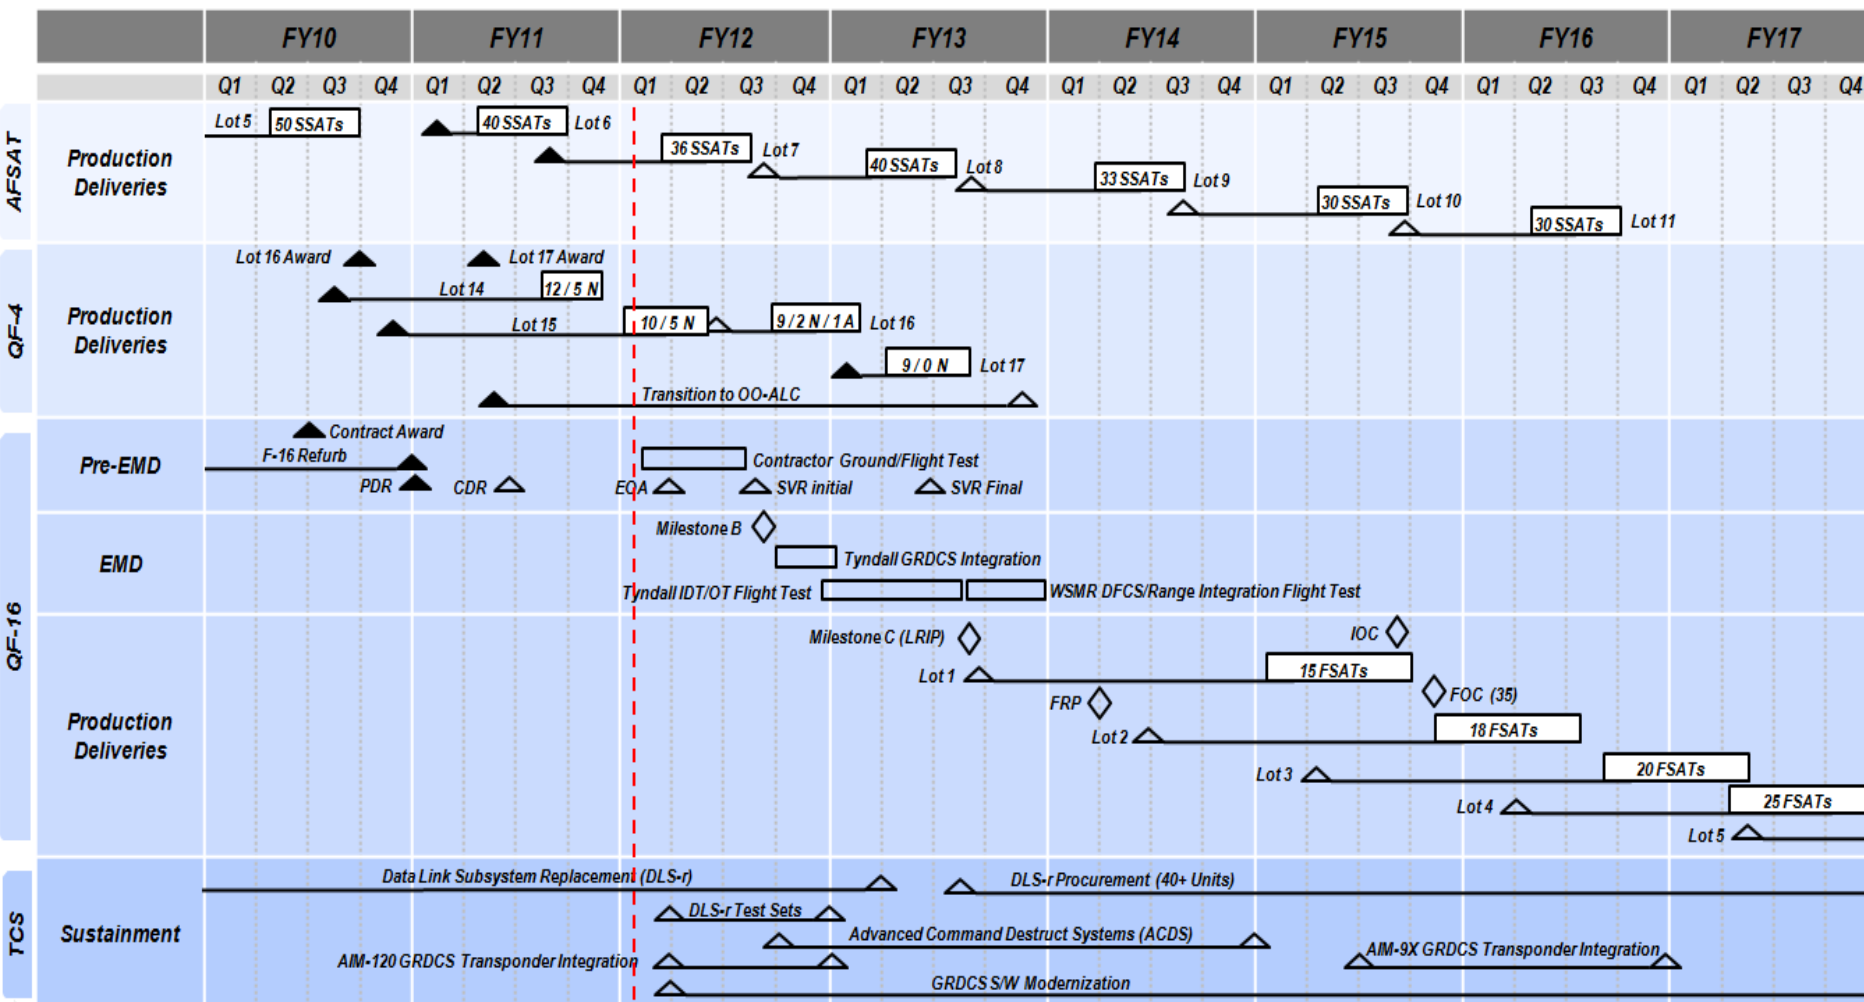 FY10 FY11 FY12 FY13 FY14 FY15 FY16 FY17
Q1 Q2 Q3 Q4 Q1 Q2 Q3 Q4 Q1 Q2 Q3 Q4 Q1 Q2 Q3 Q4 Q1 Q2 Q3 Q4 Q1 Q2 Q3 Q4 Q1 Q2 Q3 Q4 Q1 Q2 Q3 Q4
AFSAT
Production
Deliveries
Lot 5 50 SSATs
40 SSATs Lot 6
36 SSATs Lot 7
40 SSATs Lot 8
33 SSATs Lot 9
30 SSATs Lot 10
30 SSATs Lot 11
QF-4
Production
Deliveries
Lot 16 Award Lot 17 Award
Lot 14 12 / 5 N
Lot 15 10 / 5 N 9 / 2 N / 1 A Lot 16
9 / 0 N Lot 17
Transition to OO-ALC
QF-16
Pre-EMD
Contract Award
F-16 Refurb Contractor Ground/Flight Test
PDR CDR EOA SVR initial SVR Final
EMD
Milestone B
Tyndall GRDCS Integration
Tyndall IDT/OT Flight Test WSMR DFCS/Range Integration Flight Test
Production
Deliveries
Milestone C (LRIP) IOC
Lot 1 15 FSATs
FRP FOC (35)
Lot 2 18 FSATs
Lot 3 20 FSATs
Lot 4 25 FSATs
Lot 5
TCS
Sustainment
Data Link Subsystem Replacement (DLS-r) DLS-r Procurement (40+ Units)
DLS-r Test Sets
Advanced Command Destruct Systems (ACDS)
AIM-120 GRDCS Transponder Integration AIM-9X GRDCS Transponder Integration
GRDCS S/W Modernization